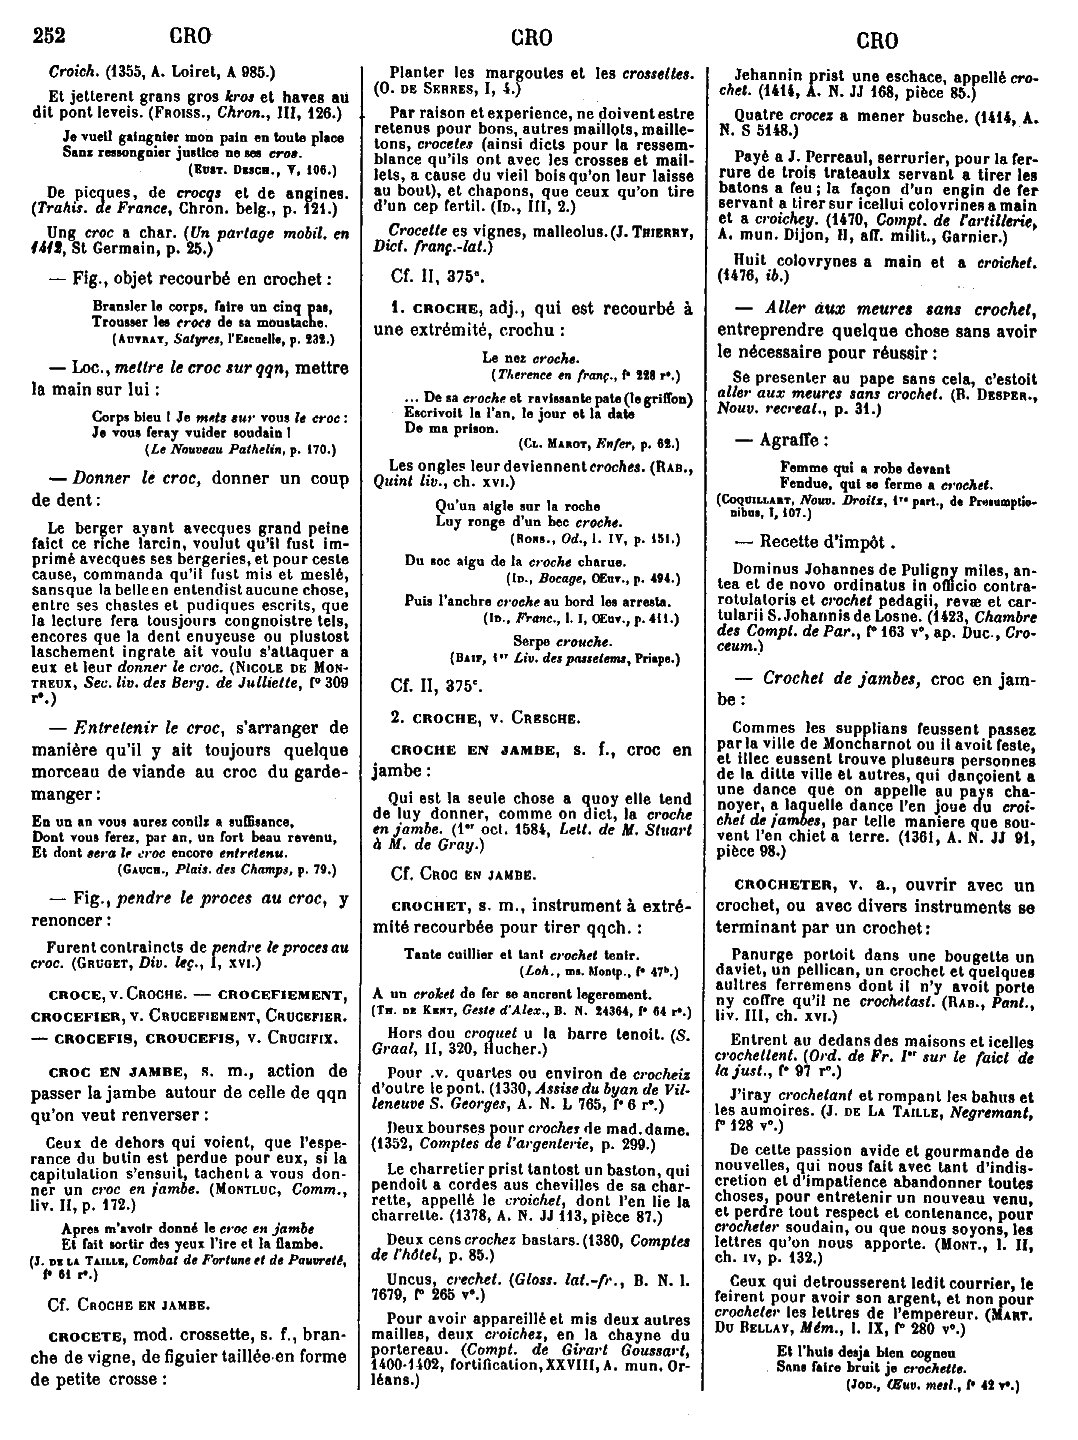 252 CRO CRO CRO
Croich. (1355, A. Loiret, A 985.)
Et jetterent grans gros kros et haves au
dit pont leveis. (FROISS., Chron., III, 126.)
Je vueil gaingnier mon pain en toute place
Sans ressongnier justice ne ses cros.
(EUST. DESCH., V, 106.)
De picques, de crocqs et de angines.
(Trahis. de France, Chron. belg., p. 121.)
Ung croc a char. (Un partage mobil. en
1412, St Germain, p. 25.)
— Fig., objet recourbé en crochet :
Bransler le corps, faire un cinq pas,
Trousser les crocs de sa moustache.
(AUVRAY, Satyres, l'Escuelle, p. 232.)
— Loc., mettre le croc sur qqn, mettre
la main sur lui :
Corps bieu ! Je mets sur vous le croc :
Je vous feray vuider soudain !
(Le Nouveau Pathelin, p. 170.)
— Donner le croc, donner un coup
de dent :
Le berger ayant avecques grand peine
faict ce riche larcin, voulut qu'il fust im-
primé avecques ses bergeries, et pour ceste
cause, commanda qu'il fust mis et meslé,
sans que la belle en entendist aucune chose,
entre ses chastes et pudiques escrits, que
la lecture fera tousjours congnoistre tels,
encores que la dent enuyeuse ou plustost
laschement ingrate ait voulu s'attaquer a
eux et leur donner le croc. (NICOLE DE MON-
TREUX, Sec. liv. des Berg. de Julliette, f° 309
r°.)
— Entretenir le croc, s'arranger de
manière qu'il y ait toujours quelque
morceau de viande au croc du garde-
manger :
En un an vous aurez conilz a suffisance,
Dont vous ferez, par an, un fort beau revenu,
Et dont sera le croc encore entretenu.
(GAUCH., Plais. des Champs, p. 79.)
— Fig., pendre le proces au croc, y
renoncer :
Furent contraincts de pendre le proces au
croc. (GRUGET, Div. leç., I, XVI.)
CROCE, v. CROCHE. — CROCEFIEMENT,
CROCEFIER, v. CRUCEFIEMENT, CRUCEFIER.
— CROCEFIS, CROUCEFIS, v. CRUCIFIX.
CROC EN JAMBE, s. m., action de
passer la jambe autour de celle de qqn
qu'on veut renverser :
Ceux de dehors qui voient, que l'espe-
rance du butin est perdue pour eux, si la
capitulation s'ensuit, tachent a vous don-
ner un croc en jambe. (MONTLUC, Comm.,
liv. II, p. 172.)
Apres m'avoir donné le croc en jambe
Et fait sortir des yeux l'ire et la flambe.
(J. DE LA TAILLE, Combat de Fortune et de Pauvreté,
f° 61 r°.)
Cf. CROCHE EN JAMBE.
CROCETE, mod. crossette, s. f., bran-
che de vigne, de figuier taillée en forme
de petite crosse :
Planter les margoutes et les crossettes.
(O. DE SERRES, I, 4.)
Par raison et experience, ne doivent estre
retenus pour bons, autres maillots, maille-
tons, crocetes (ainsi dicts pour la ressem-
blance qu'ils ont avec les crosses et mail-
lets, a cause du vieil bois qu'on leur laisse
au bout), et chapons, que ceux qu'on tire
d'un cep fertil. (ID., III, 2.)
Crocette es vignes, malleolus. (J. THIERRY,
Dict. franç.-lat.)
Cf. II, 375ª.
1. CROCHE, adj., qui est recourbé à
une extrémité, crochu :
Le nez croche.
(Therence en franç., f° 228 r°.)
... De sa croche et ravissante pate (le griffon)
Escrivoit la l'an, le jour et la date
De ma prison.
(CL. MAROT, Enfer, p. 62.)
Les ongles leur deviennent croches. (RAB.,
Quint liv., ch. XVI.)
Qu'un aigle sur la roche
Luy ronge d'un bec croche.
(RONS., Od., l. IV, p. 151.)
Du soc aigu de la croche charue.
(ID., Bocage, Œuv., p. 494.)
Puis l'anchre croche au bord les arresta.
(ID., Franc., l. I, Œuv., p. 411.)
Serpe crouche.
(BAIF, 1er Liv. des passetems, Priape.)
Cf. II, 375c.
2. CROCHE, v. CRESCHE.
CROCHE EN JAMBE, s. f., croc en
jambe :
Qui est la seule chose a quoy elle tend
de luy donner, comme on dict, la croche
en jambe. (1er oct. 1584, Lett. de M. Stuart
à M. de Gray.)
Cf. CROC EN JAMBE.
CROCHET, s. m., instrument à extré-
mité recourbée pour tirer qqch. :
Tante cuillier et tant crochet tenir.
(Loh., ms. Montp., f° 47b.)
A un croket de fer se ancrent legerement.
(TH. DE KENT, Geste d'Alex., B. N. 24364, f° 64 r°.)
Hors dou croquet u la barre tenoit. (S.
Graal, II, 320, Hucher.)
Pour .v. quartes ou environ de crocheiz
d'outre le pont. (1330, Assise du byan de Vil-
leneuve S. Georges, A. N. L 765, f° 6 r°.)
Deux bourses pour croches de mad. dame.
(1352, Comptes de l'argenterie, p. 299.)
Le charretier prist tantost un baston, qui
pendoit a cordes aus chevilles de sa char-
rette, appellé le croichet, dont l'en lie la
charrette. (1378, A. N. JJ 113, pièce 87.)
Deux cens crochez bastars. (1380, Comptes
de l'hôtel, p. 85.)
Uncus, crechet. (Gloss. lat.-fr., B. N. l.
7679, f° 265 v°.)
Pour avoir appareillé et mis deux autres
mailles, deux croichez, en la chayne du
portereau. (Compt. de Girart Goussart,
1400-1402, fortification, XXVIII, A. mun. Or-
léans.)
Jehannin prist une eschace, appellé cro-
chet. (1414, A. N. JJ 168, pièce 85.)
Quatre crocez a mener busche. (1414, A.
N. S 5148.)
Payé a J. Perreaul, serrurier, pour la fer-
rure de trois trateaulx servant a tirer les
batons a feu ; la façon d'un engin de fer
servant a tirer sur icellui colovrines a main
et a croichey. (1470, Compt. de l'artillerie,
A. mun. Dijon, H, aff. milit., Garnier.)
Huit colovrynes a main et a croichet.
(1476, ib.)
— Aller aux meures sans crochet,
entreprendre quelque chose sans avoir
le nécessaire pour réussir :
Se presenter au pape sans cela, c'estoit
aller aux meures sans crochet. (B. DESPER.,
Nouv. recreat., p. 31.)
— Agraffe :
Femme qui a robe devant
Fendue, qui se ferme a crochet.
(COQUILLART, Nouv. Droitz, 1re part., de Presumptio-
nibus, I, 107.)
— Recette d'impôt.
Dominus Johannes de Puligny miles, an-
tea et de novo ordinatus in officio contra-
rotulatoris et crochet pedagii, revæ et car-
tularii S. Johannis de Losne. (1423, Chambre
des Compl. de Par., f° 163 v°, ap. Duc., Cro-
ceum.)
— Crochet de jambes, croc en jam-
be :
Commes les supplians feussent passez
par la ville de Moncharnot ou il avoit feste,
et illec eussent trouve pluseurs personnes
de la ditte ville et autres, qui dançoient a
une dance que on appelle au pays cha-
noyer, a laquelle dance l'en joue du croi-
chet de jambes, par telle maniere que sou-
vent l'en chiet a terre. (1361, A. N. JJ 91,
pièce 98.)
CROCHETER, v. a., ouvrir avec un
crochet, ou avec divers instruments se
terminant par un crochet :
Panurge portoit dans une bougette un
daviet, un pellican, un crochet et quelques
aultres ferremens dont il n'y avoit porte
ny coffre qu'il ne crochetast. (RAB., Pant.,
liv. III, ch. XVI.)
Entrent au dedans des maisons et icelles
crochettent. (Ord. de Fr. Ier sur le faict de
la just., f° 97 r°.)
J'iray crochetant et rompant les bahus et
les aumoires. (J. DE LA TAILLE, Negremant,
f° 128 v°.)
De cette passion avide et gourmande de
nouvelles, qui nous fait avec tant d'indis-
cretion et d'impatience abandonner toutes
choses, pour entretenir un nouveau venu,
et perdre tout respect et contenance, pour
crocheter soudain, ou que nous soyons, les
lettres qu'on nous apporte. (MONT., l. II,
ch. IV, p. 132.)
Ceux qui detrousserent ledit courrier, le
feirent pour avoir son argent, et non pour
crocheter les lettres de l'empereur. (MART.
DU BELLAY, Mém., l. IX, f° 280 v°.)
Et l'huis desja bien cogneu
Sans faire bruit je crochette.
(JOD., Œuv. mesl., f° 42 v°.)